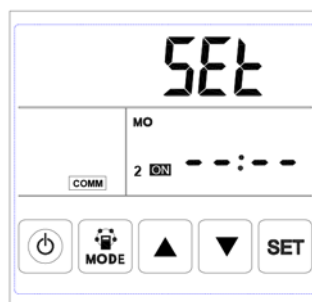 SEt
MO
2 ON --:--
COMM
MODE
SET